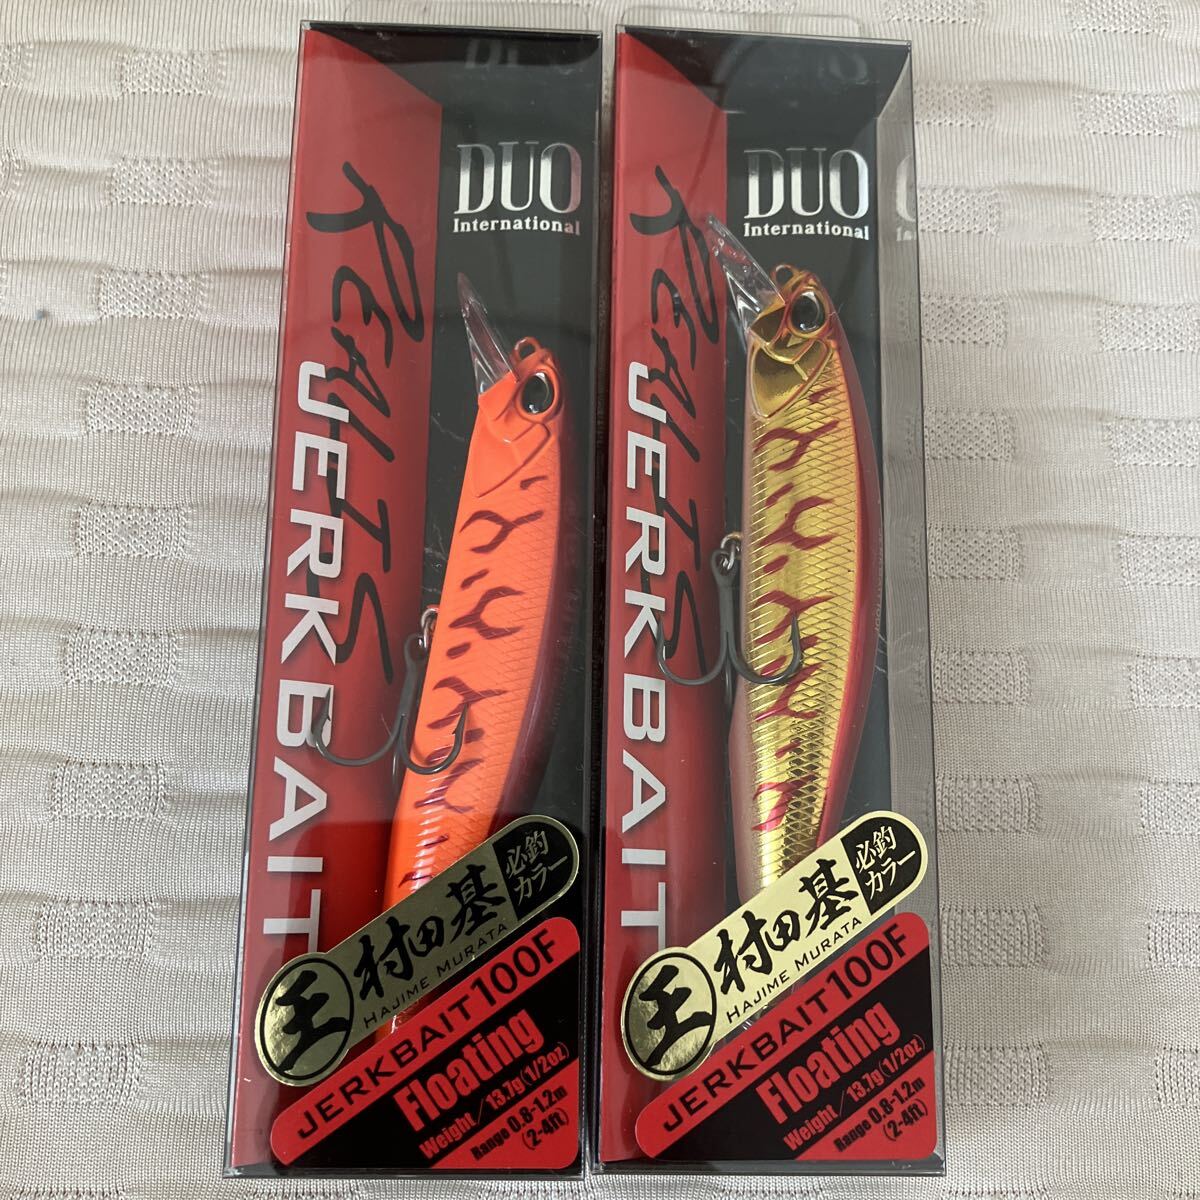 DUO
International
REALIS
JERKBAIT
必釣
カラー
王
村田基
HAJIME MURATA
JERKBAIT100F
Floating
Weight/13.7g(1/2oz)
Range 0.8-1.2m
(2-4ft)
DUO
International
REALIS
JERKBAIT
必釣
カラー
王
村田基
HAJIME MURATA
JERKBAIT100F
Floating
Weight/13.7g(1/2oz)
Range 0.8-1.2m
(2-4ft)